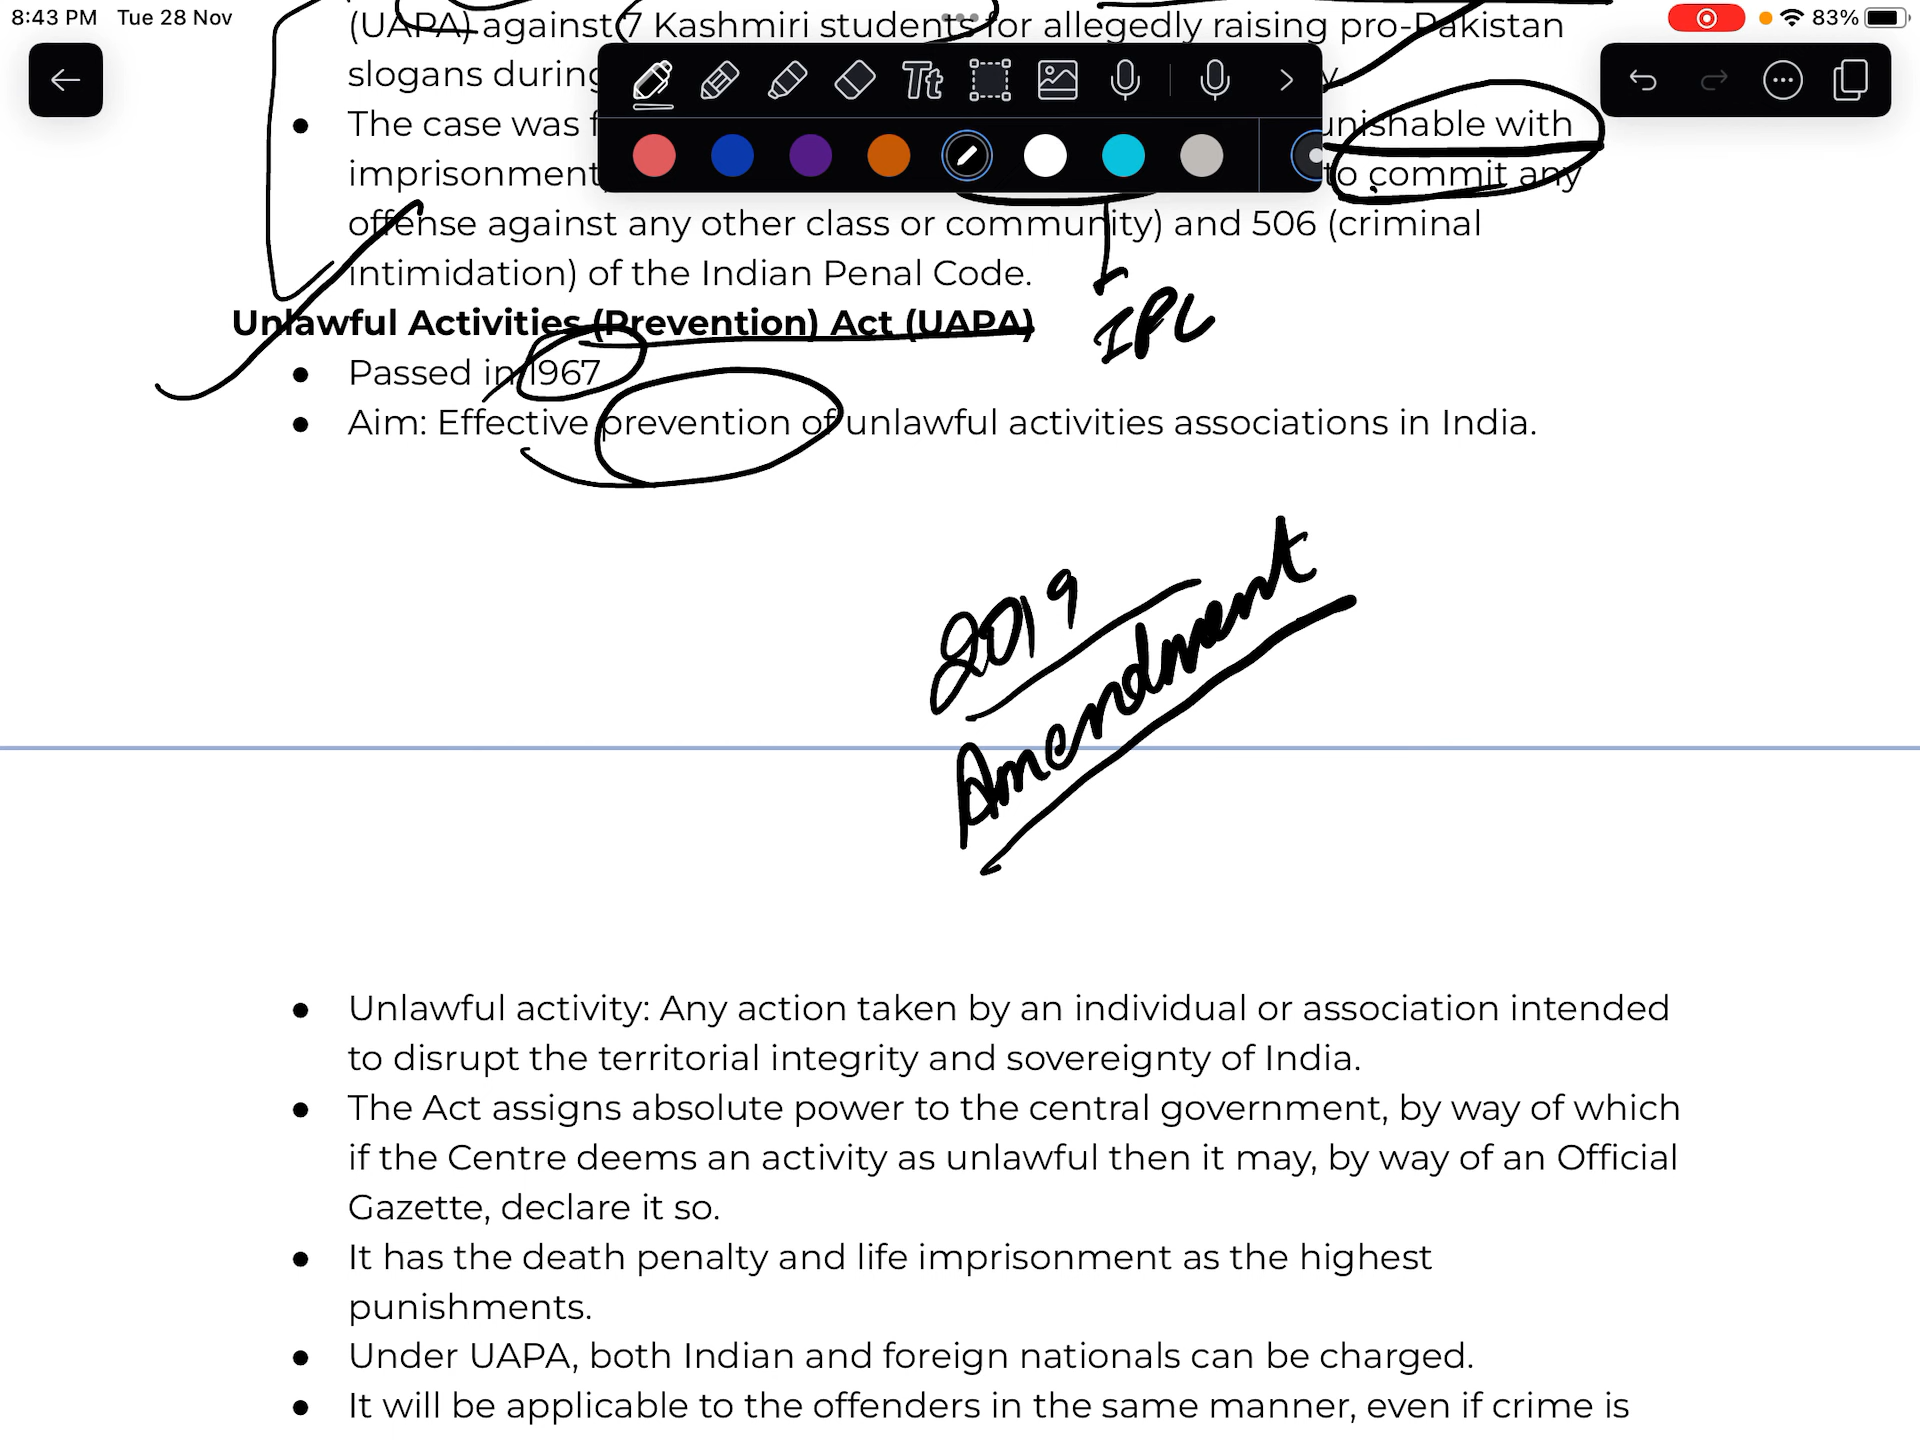 8:43 PM Tue 28 Nov
83%
(UAPA) against 7 Kashmiri students for allegedly raising pro-Pakistan
slogans during
The case was unishable with
imprisonment, to commit any
offense against any other class or community) and 506 (criminal
intimidation) of the Indian Penal Code.
Unlawful Activities (Prevention) Act (UAPA)
IPC
Passed in 1967
Aim: Effective prevention of unlawful activities associations in India.
2019
Amendment
Unlawful activity: Any action taken by an individual or association intended
to disrupt the territorial integrity and sovereignty of India.
The Act assigns absolute power to the central government, by way of which
if the Centre deems an activity as unlawful then it may, by way of an Official
Gazette, declare it so.
It has the death penalty and life imprisonment as the highest
punishments.
Under UAPA, both Indian and foreign nationals can be charged.
It will be applicable to the offenders in the same manner, even if crime is